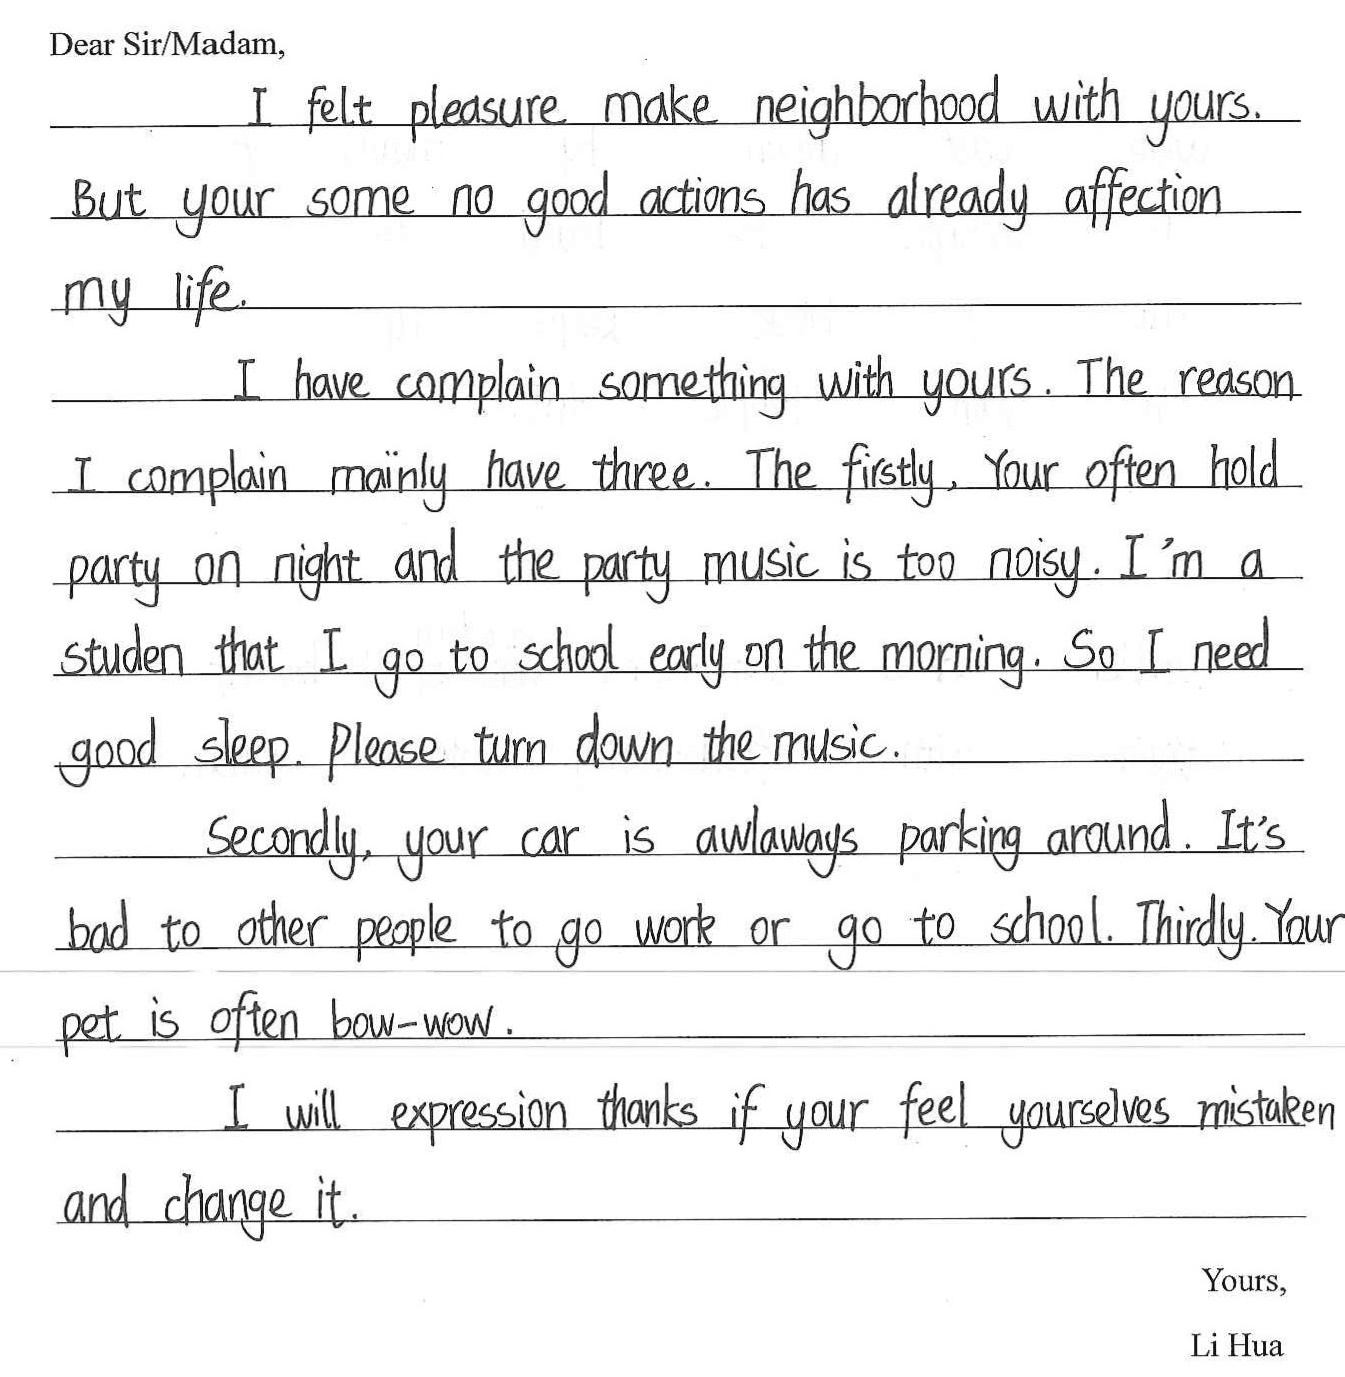 Dear Sir/Madam,
I felt pleasure make neighborhood with yours.
But your some no good actions has already affection
my life.
I have complain something with yours. The reason
I complain mainly have three. The firstly, Your often hold
party on night and the party music is too noisy. I'm a
studen that I go to school early on the morning. So I need
good sleep. Please turn down the music.
Secondly, your car is awlaways parking around. It's
bad to other people to go work or go to school. Thirdly. Your
pet is often bow-wow.
I will expression thanks if your feel yourselves mistaken
and change it.
Yours,
Li Hua